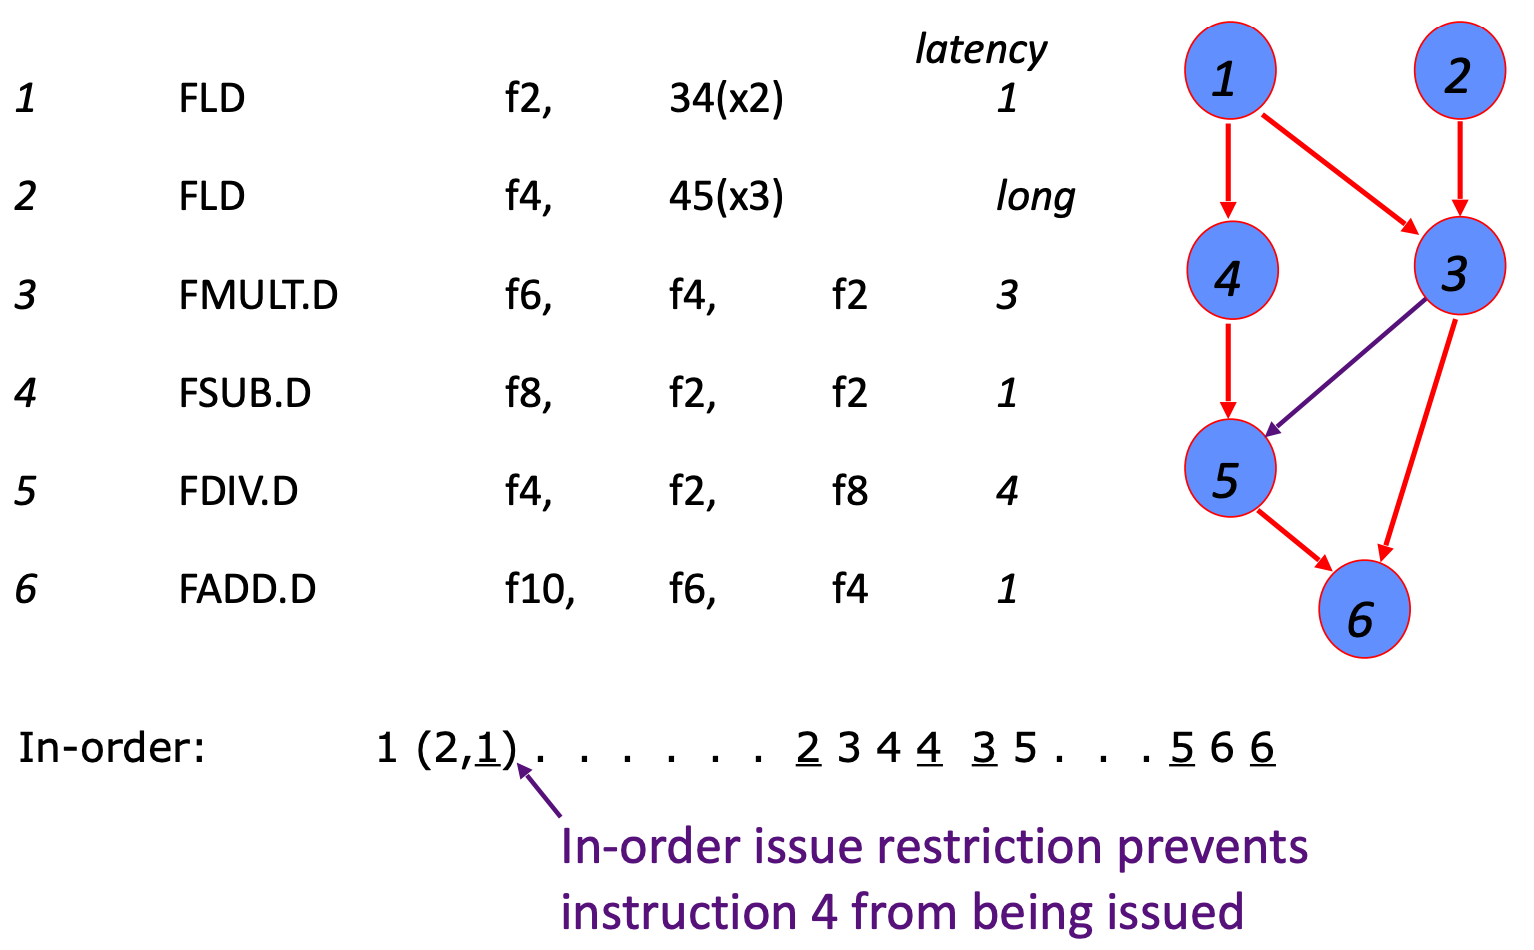 latency
1 FLD f2, 34(x2) 1
2 FLD f4, 45(x3) long
3 FMULT.D f6, f4, f2 3
4 FSUB.D f8, f2, f2 1
5 FDIV.D f4, f2, f8 4
6 FADD.D f10, f6, f4 1
1 2
4 3
5
6
In-order: 1 (2,1) . . . . . . 2 3 4 4 3 5 . . . 5 6 6
In-order issue restriction prevents
instruction 4 from being issued